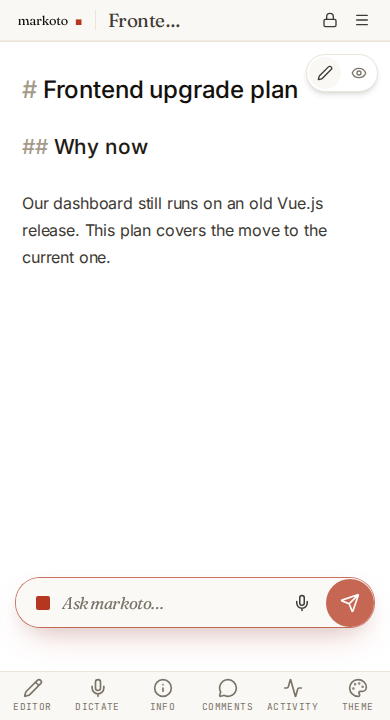 markoto
Fronte...
# Frontend upgrade plan
## Why now
Our dashboard still runs on an old Vue.js
release. This plan covers the move to the
current one.
Ask markoto...
EDITOR DICTATE INFO COMMENTS ACTIVITY THEME